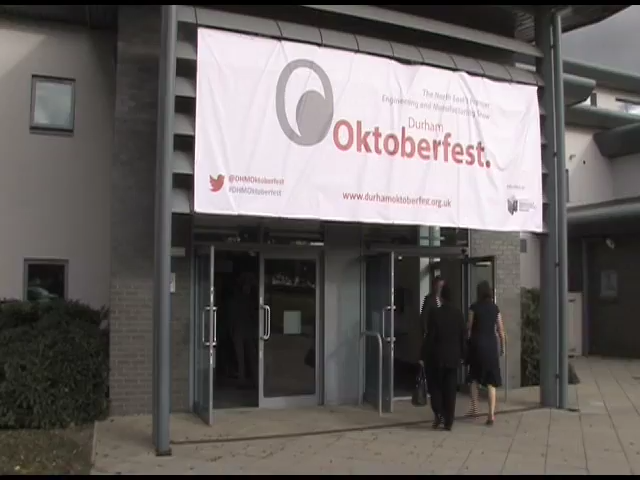 The North East's Premier
Engineering and Manufacturing Show
Durham
Oktoberfest.
@DHMOktoberfest
#DHMOktoberfest
www.durhamoktoberfest.org.uk